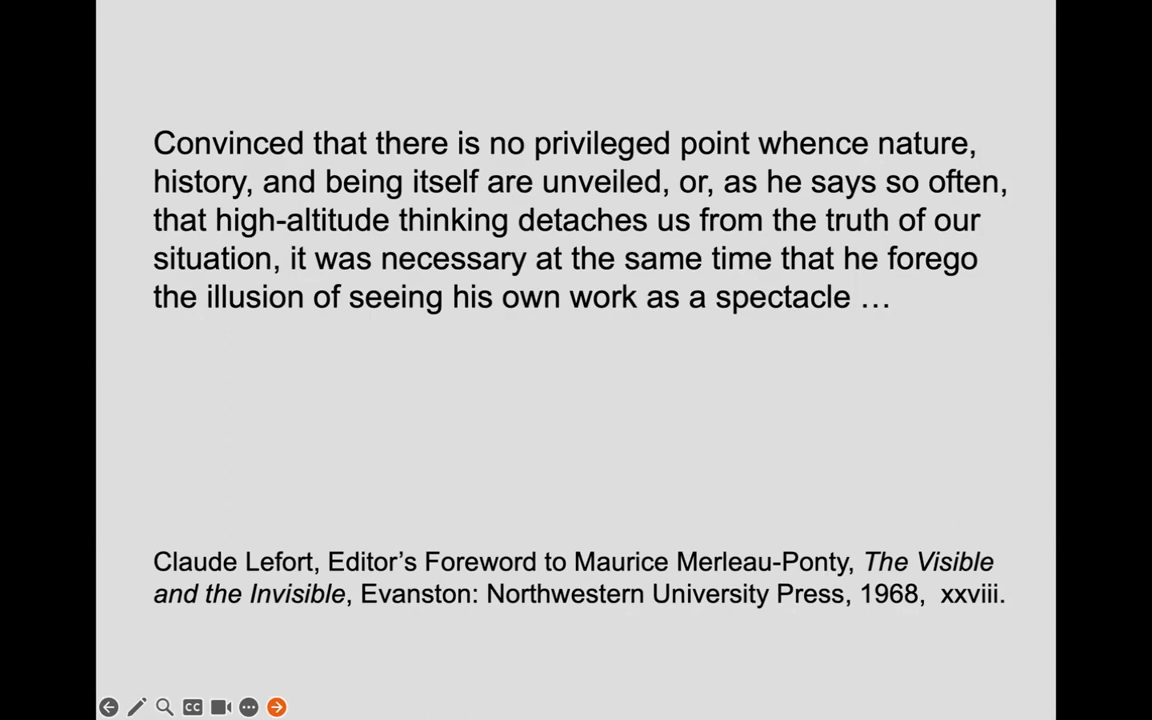 Convinced that there is no privileged point whence nature,
history, and being itself are unveiled, or, as he says so often,
that high-altitude thinking detaches us from the truth of our
situation, it was necessary at the same time that he forego
the illusion of seeing his own work as a spectacle …
Claude Lefort, Editor’s Foreword to Maurice Merleau-Ponty, The Visible
and the Invisible, Evanston: Northwestern University Press, 1968, xxviii.
CC